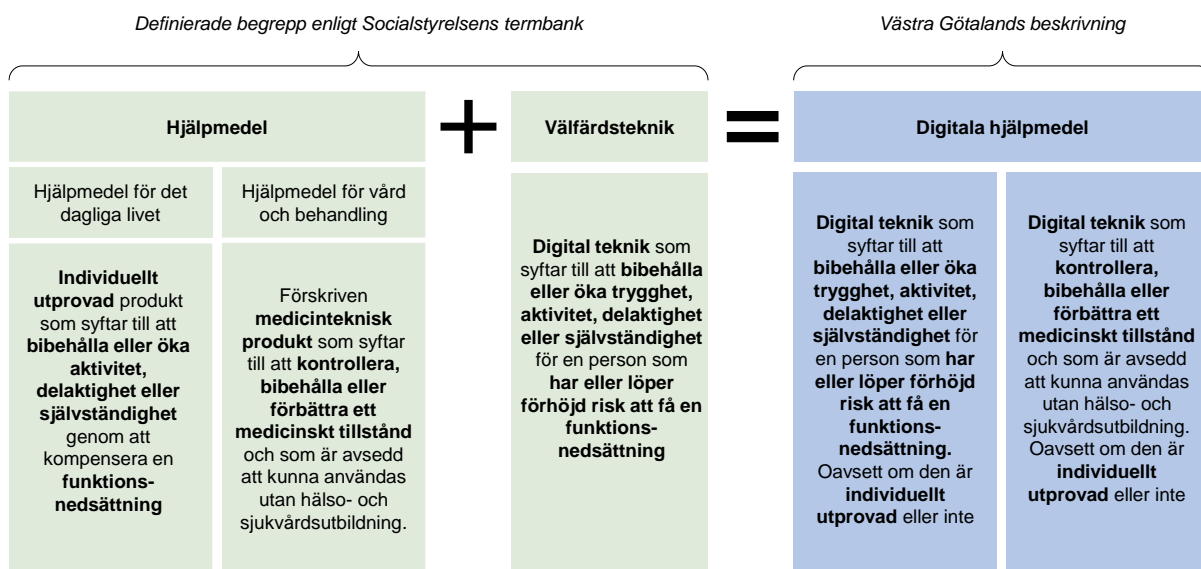 Definierade begrepp enligt Socialstyrelsens termbank
Västra Götalands beskrivning
Hjälpmedel
+
Välfärdsteknik
=
Digitala hjälpmedel
Hjälpmedel för det
dagliga livet
Hjälpmedel för vård
och behandling
Individuellt
utprovad produkt
som syftar till att
bibehålla eller öka
aktivitet,
delaktighet eller
självständighet
genom att
kompensera en
funktions-
nedsättning
Förskriven
medicinteknisk
produkt som syftar
till att kontrollera,
bibehålla eller
förbättra ett
medicinskt tillstånd
och som är avsedd
att kunna användas
utan hälso- och
sjukvårdsutbildning.
Digital teknik som
syftar till att bibehålla
eller öka trygghet,
aktivitet, delaktighet
eller självständighet
för en person som
har eller löper
förhöjd risk att få en
funktions-
nedsättning
Digital teknik som
syftar till att
bibehålla eller öka
trygghet, aktivitet,
delaktighet eller
självständighet för
en person som har
eller löper förhöjd
risk att få en
funktions-
nedsättning.
Oavsett om den är
individuellt
utprovad eller inte
Digital teknik som
syftar till att
kontrollera,
bibehålla eller
förbättra ett
medicinskt tillstånd
och som är avsedd
att kunna användas
utan hälso- och
sjukvårdsutbildning.
Oavsett om den är
individuellt
utprovad eller inte